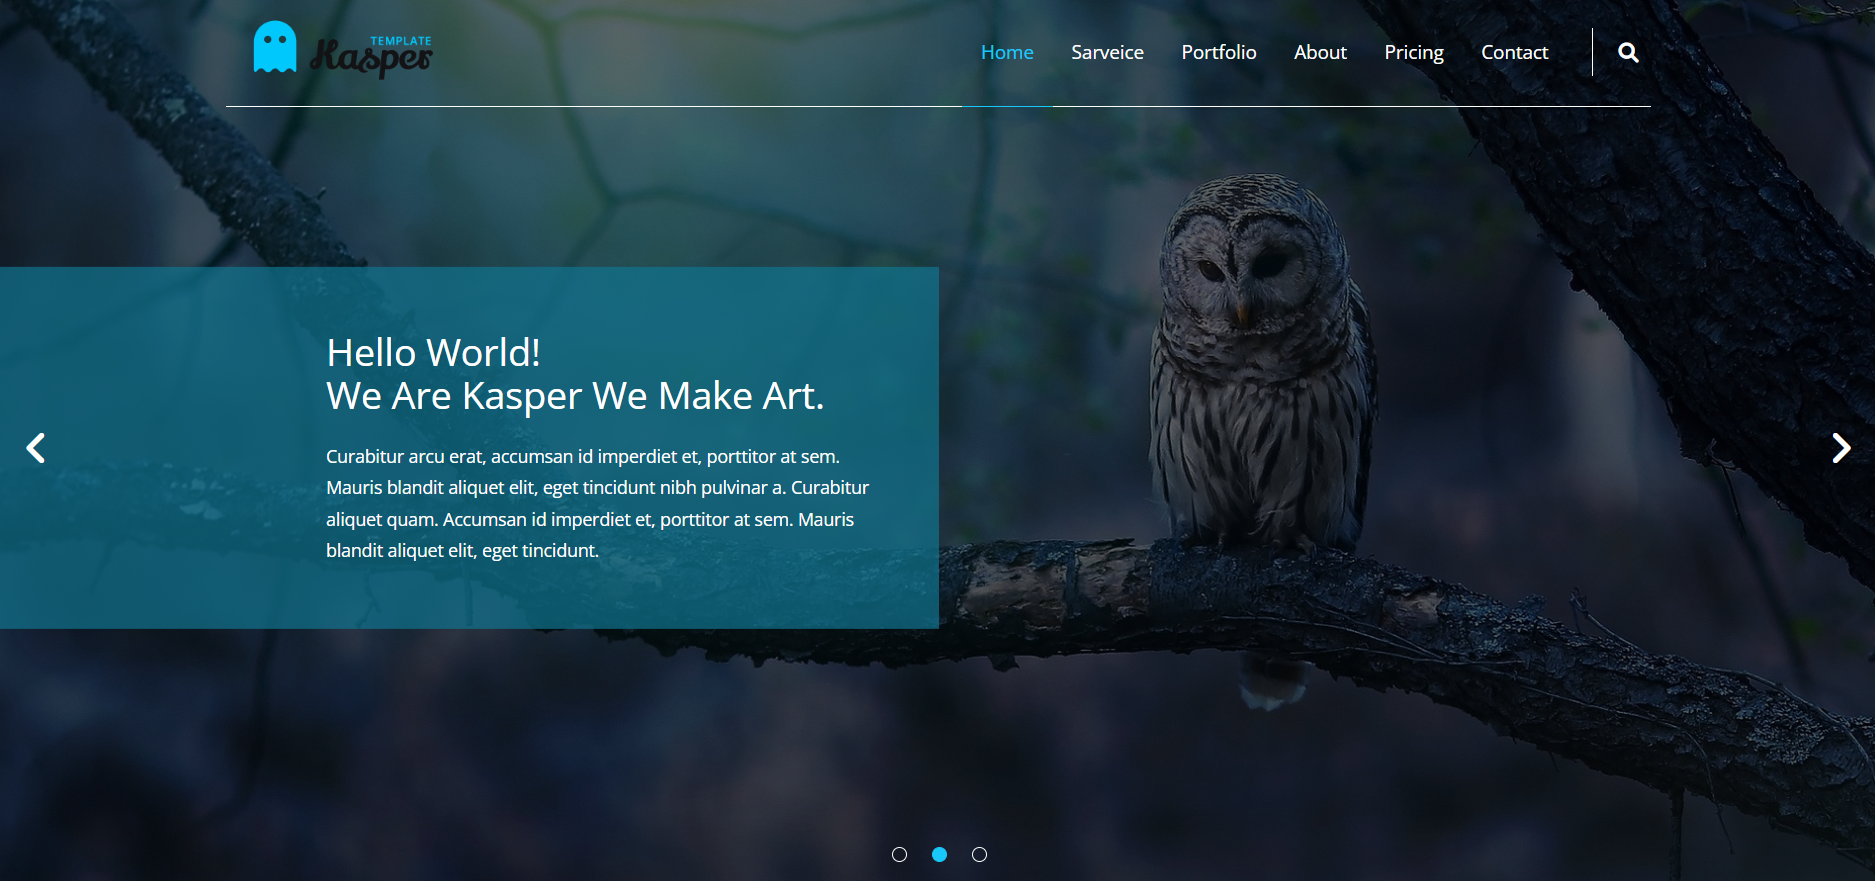 TEMPLATE
Kasper
Home Sarveice Portfolio About Pricing Contact
Hello World!
We Are Kasper We Make Art.
Curabitur arcu erat, accumsan id imperdiet et, porttitor at sem.
Mauris blandit aliquet elit, eget tincidunt nibh pulvinar a. Curabitur
aliquet quam. Accumsan id imperdiet et, porttitor at sem. Mauris
blandit aliquet elit, eget tincidunt.